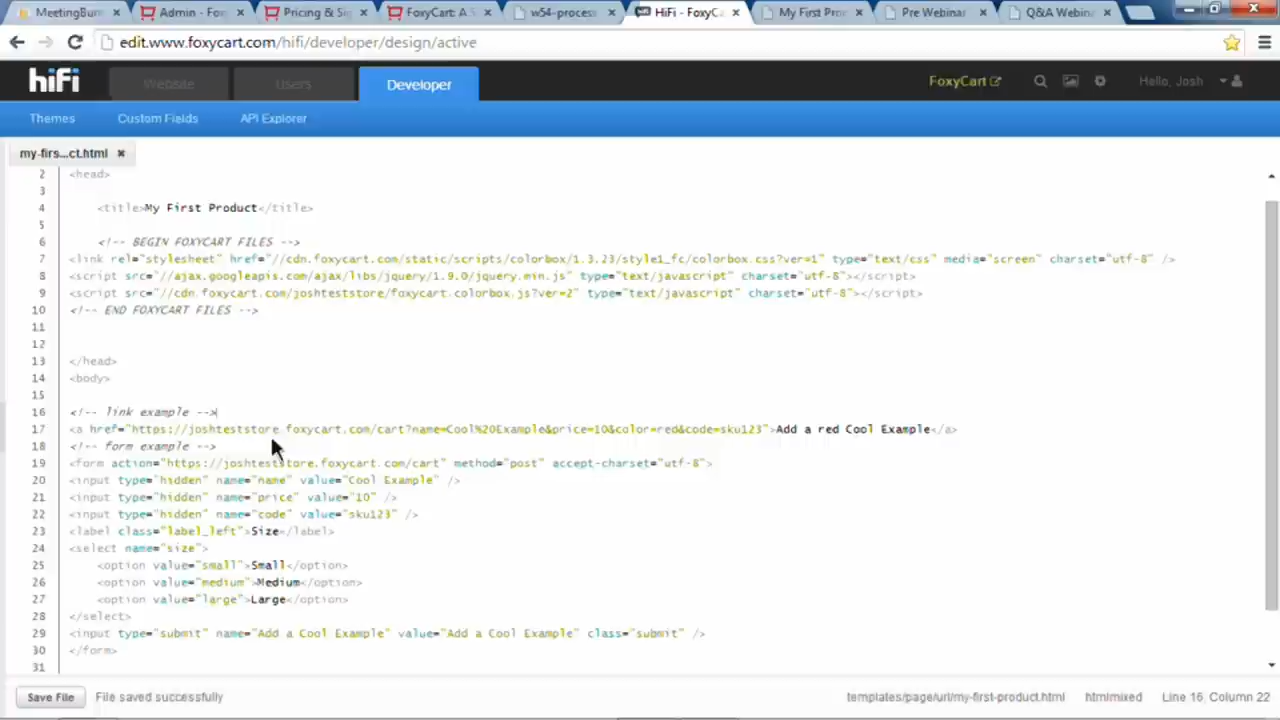 MeetingBur
Admin - Fo
Pricing & Si
FoxyCart: A
w54-process
HiFi - FoxyC
My First Pro
Pre Webinar
Q&A Webin
edit.www.foxycart.com/hifi/developer/design/active
hifi Website Users Developer FoxyCart Hello, Josh
Themes Custom Fields API Explorer
my-firs...ct.html
2 <head>
3
4 <title>My First Product</title>
5
6 <!-- BEGIN FOXYCART FILES -->
7 <link rel="stylesheet" href="//cdn.foxycart.com/static/scripts/colorbox/1.3.23/style1_fc/colorbox.css?ver=1" type="text/css" media="screen" charset="utf-8" />
8 <script src="//ajax.googleapis.com/ajax/libs/jquery/1.9.0/jquery.min.js" type="text/javascript" charset="utf-8"></script>
9 <script src="//cdn.foxycart.com/joshteststore/foxycart.colorbox.js?ver=2" type="text/javascript" charset="utf-8"></script>
10 <!-- END FOXYCART FILES -->
11
12
13 </head>
14 <body>
15
16 <!-- link example -->
17 <a href="https://joshteststore.foxycart.com/cart?name=Cool%20Example&price=10&color=red&code=sku123">Add a red Cool Example</a>
18 <!-- form example -->
19 <form action="https://joshteststore.foxycart.com/cart" method="post" accept-charset="utf-8">
20 <input type="hidden" name="name" value="Cool Example" />
21 <input type="hidden" name="price" value="10" />
22 <input type="hidden" name="code" value="sku123" />
23 <label class="label_left">Size</label>
24 <select name="size">
25 <option value="small">Small</option>
26 <option value="medium">Medium</option>
27 <option value="large">Large</option>
28 </select>
29 <input type="submit" name="Add a Cool Example" value="Add a Cool Example" class="submit" />
30 </form>
31
Save File File saved successfully templates/page/url/my-first-product.html htmlmixed Line 16, Column 22